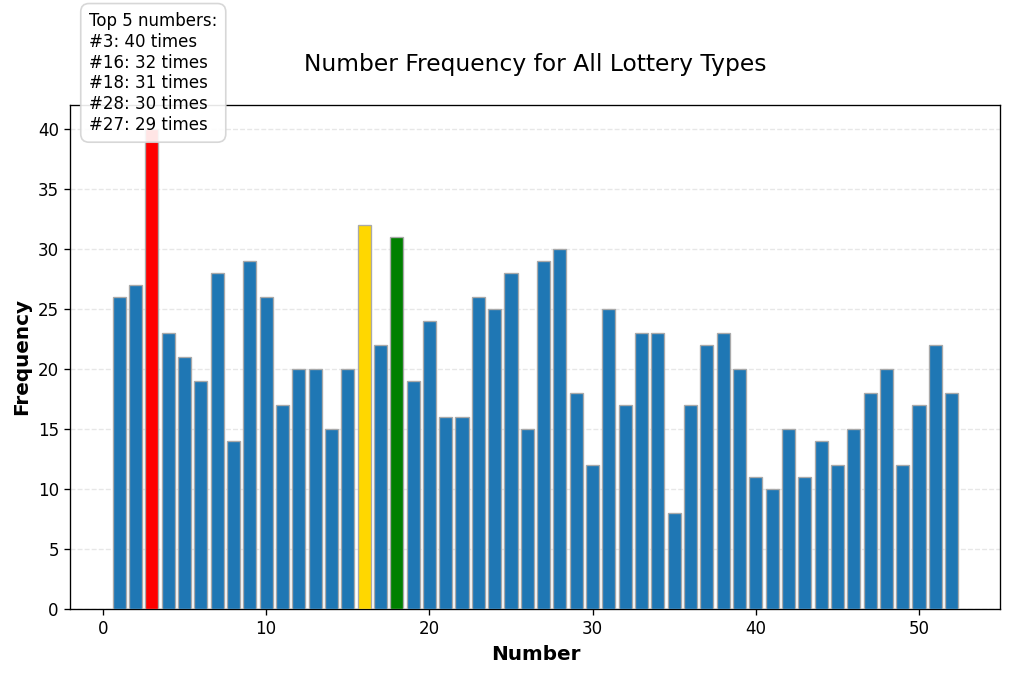 Top 5 numbers:
#3: 40 times
#16: 32 times
#18: 31 times
#28: 30 times
#27: 29 times
Number Frequency for All Lottery Types
Frequency
40
35
30
25
20
15
10
5
0
0 10 20 30 40 50
Number